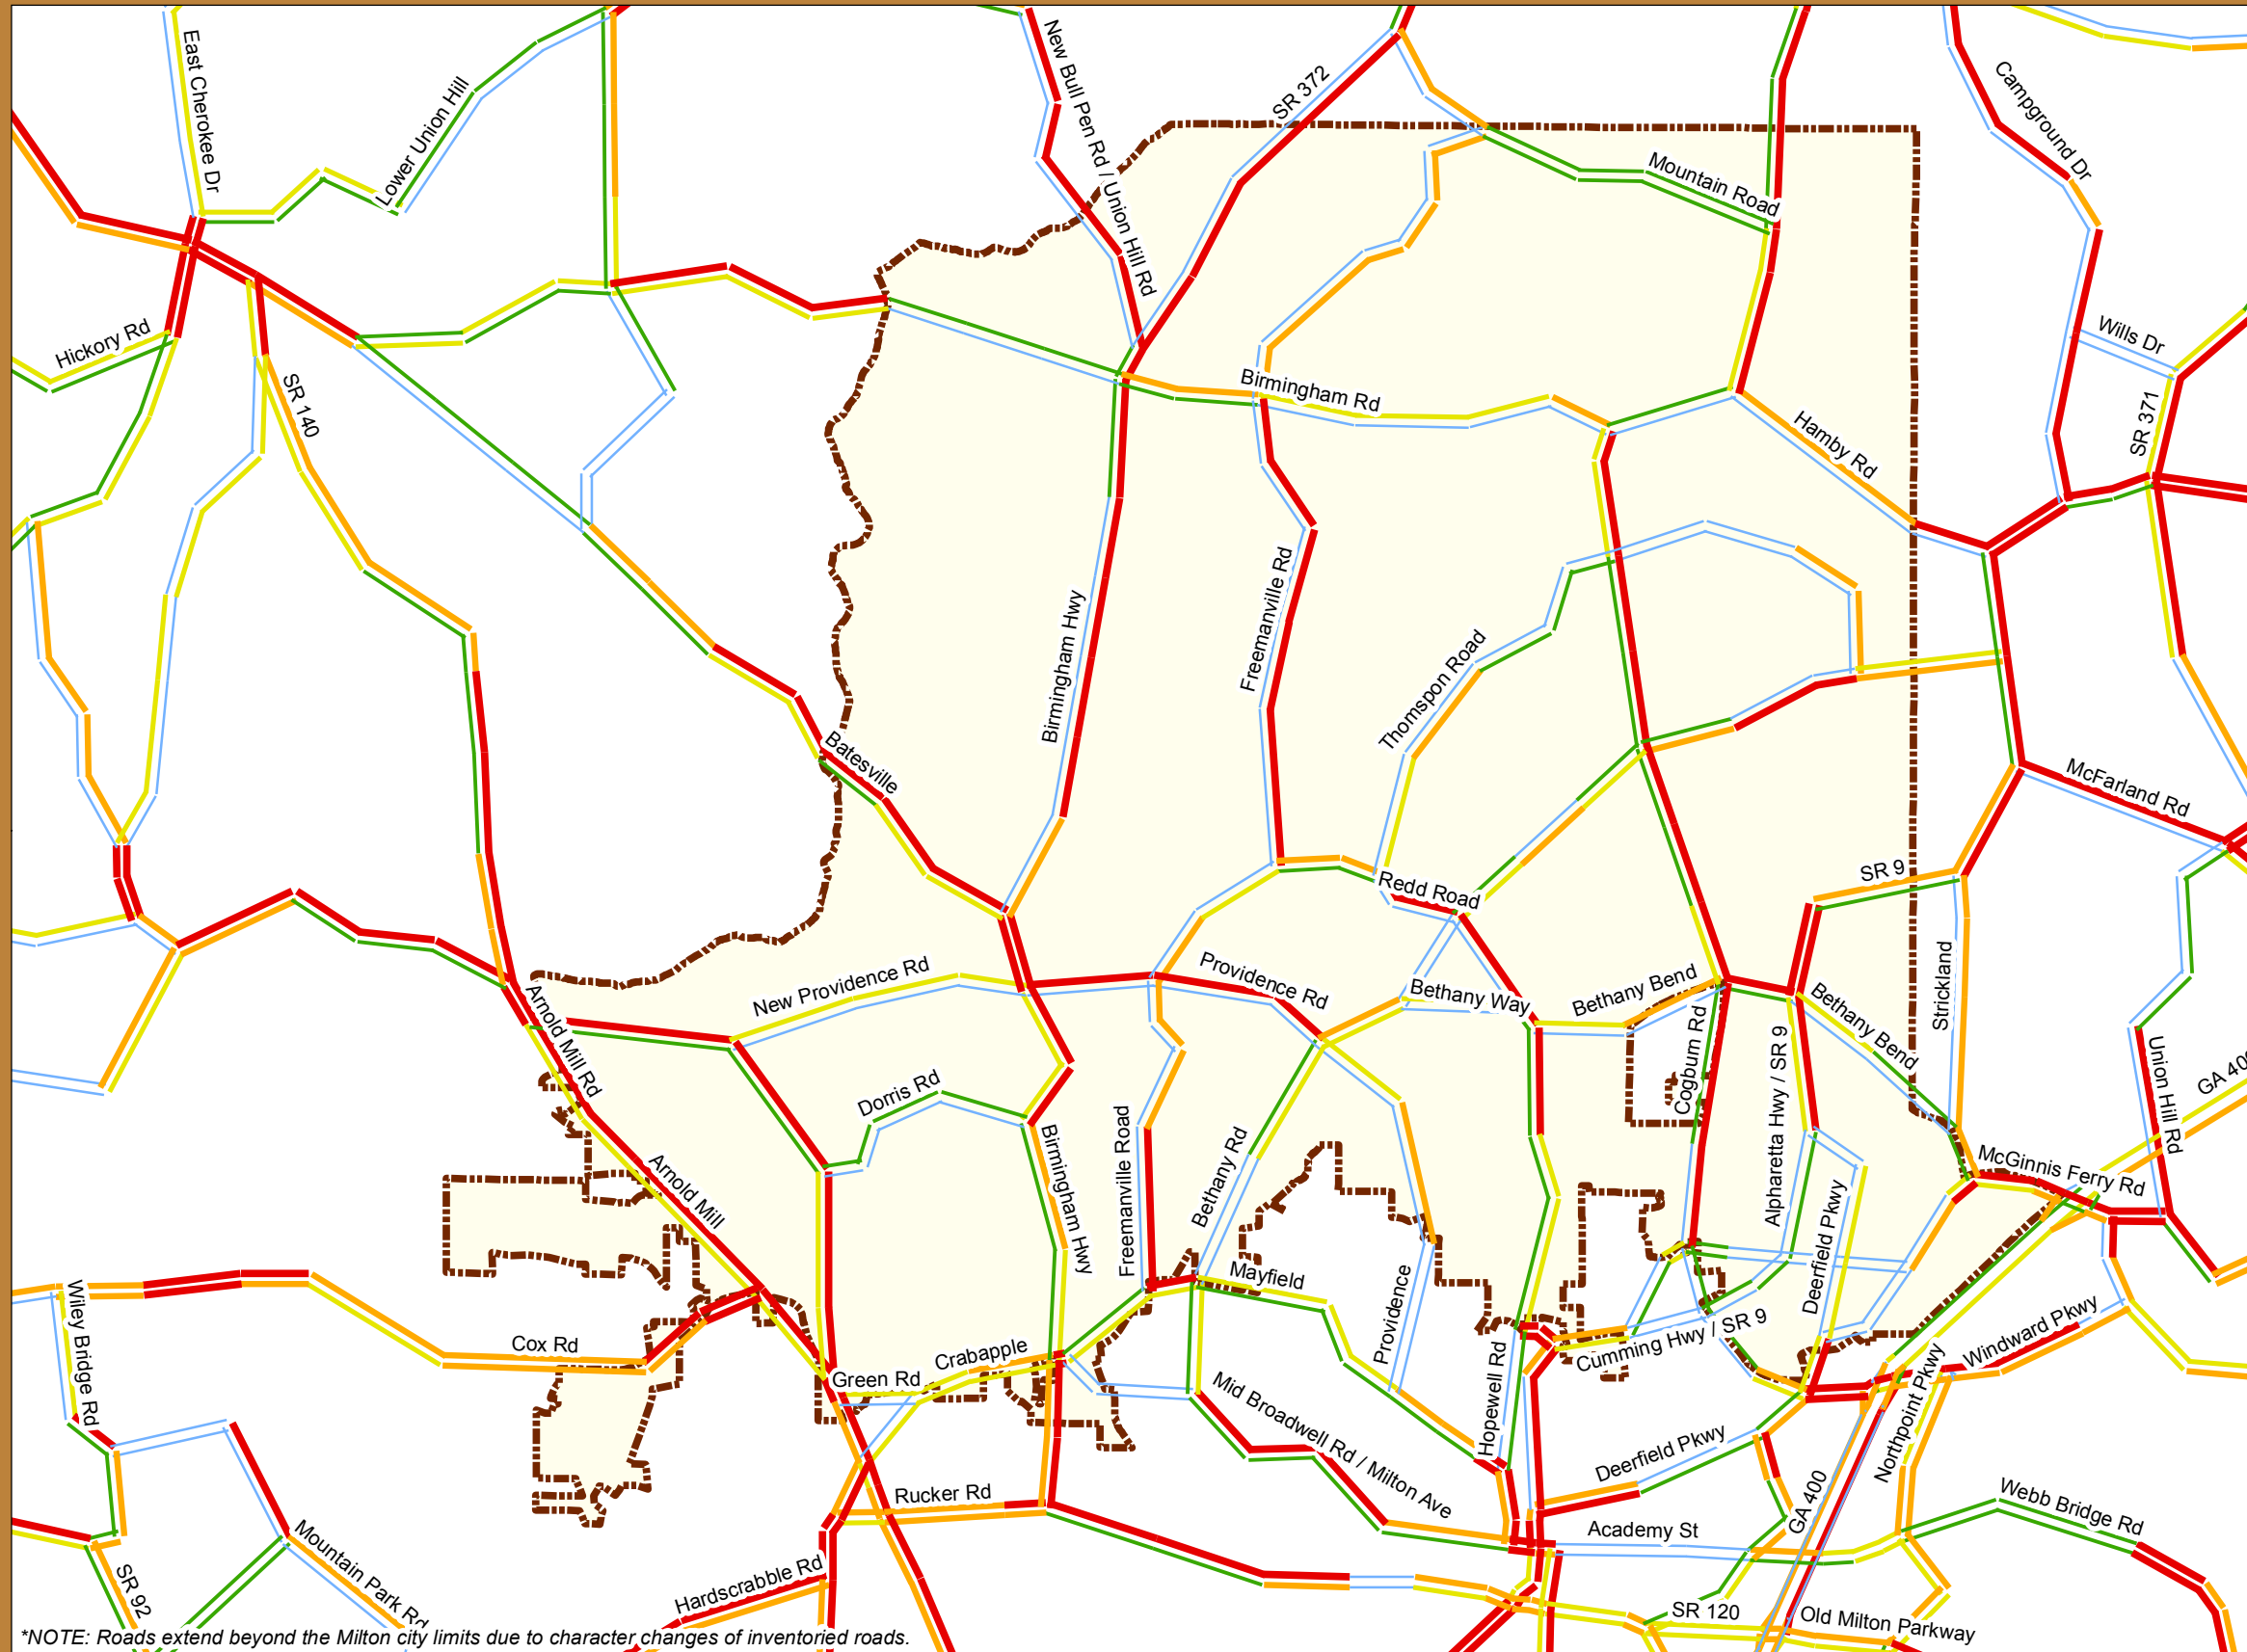 East Cherokee Dr
Lower Union Hill
New Bull Pen Rd / Union Hill Rd
SR 372
Campground Dr
Mountain Road
Hickory Rd
SR 140
Wills Dr
SR 371
Birmingham Rd
Hamby Rd
Freemanville Rd
Birmingham Hwy
Thomspon Road
Batesville
McFarland Rd
Redd Road
SR 9
Strickland
New Providence Rd
Providence Rd
Bethany Way
Bethany Bend
Bethany Bend
Arnold Mill Rd
Cogburn Rd
Alpharetta Hwy / SR 9
Union Hill Rd
GA 400
Dorris Rd
Birmingham Hwy
Freemanville Road
Bethany Rd
Arnold Mill
McGinnis Ferry Rd
Deerfield Pkwy
Mayfield
Providence
Wiley Bridge Rd
Cox Rd
Crabapple
Green Rd
Cumming Hwy / SR 9
Windward Pkwy
Hopewell Rd
Mid Broadwell Rd / Milton Ave
Northpoint Pkwy
Deerfield Pkwy
GA 400
Rucker Rd
Academy St
Webb Bridge Rd
Mountain Park Rd
SR 92
Hardscrabble Rd
SR 120
Old Milton Parkway
*NOTE: Roads extend beyond the Milton city limits due to character changes of inventoried roads.